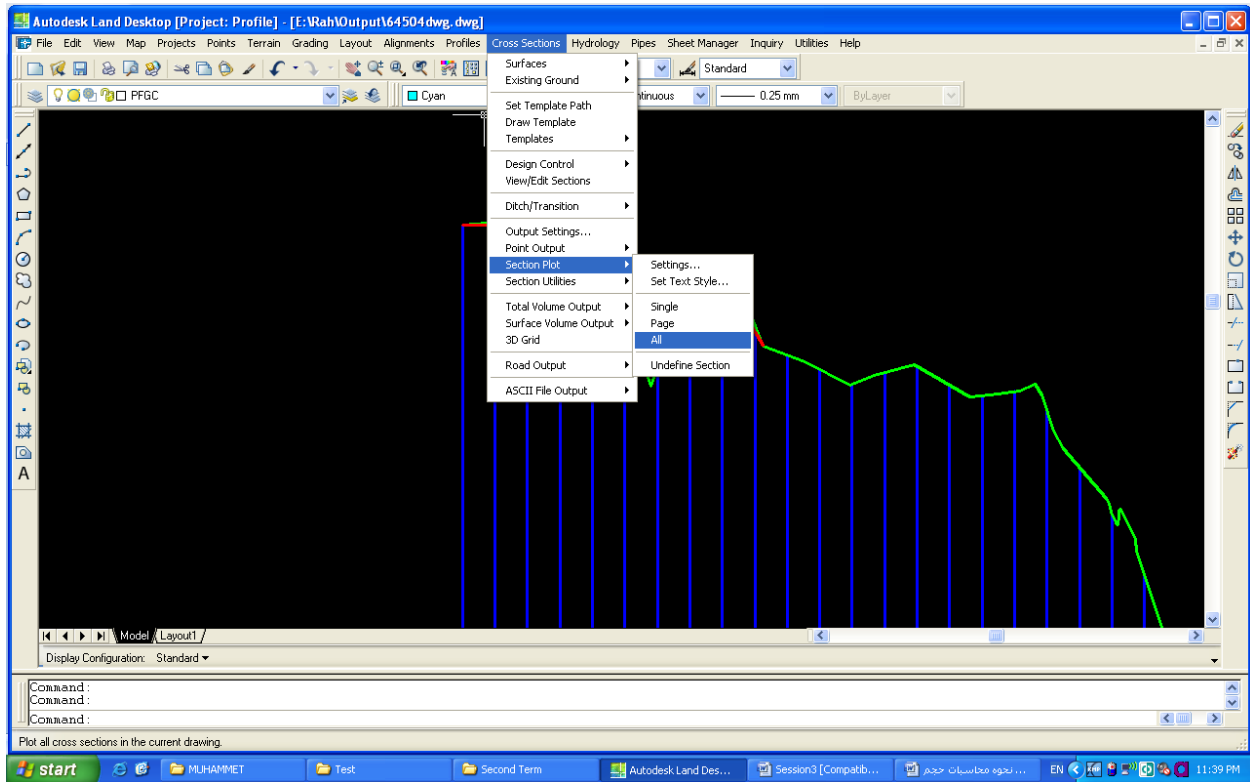 Autodesk Land Desktop [Project: Profile] - [E:\Rah\Output\64504dwg.dwg]
File Edit View Map Projects Points Terrain Grading Layout Alignments Profiles Cross Sections Hydrology Pipes Sheet Manager Inquiry Utilities Help
Standard
PFGC Cyan 0.25 mm ByLayer
Surfaces
Existing Ground
Set Template Path
Draw Template
Templates
Design Control
View/Edit Sections
Ditch/Transition
Output Settings...
Point Output
Section Plot
Section Utilities
Total Volume Output
Surface Volume Output
3D Grid
Road Output
ASCII File Output
Settings...
Set Text Style...
Single
Page
All
Undefine Section
Model Layout1
Display Configuration: Standard
Command:
Command:
Command:
Plot all cross sections in the current drawing.
start MUHAMMET Test Second Term Autodesk Land Des... Session3 [Compatib... نحوه محاسبات حجم ... EN 11:39 PM